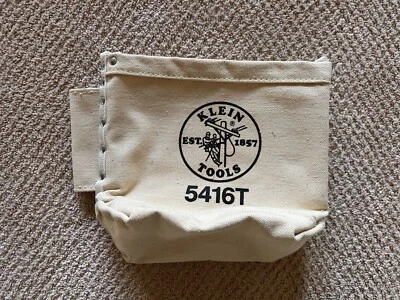 KLEIN
®
EST. 1857
TOOLS
5416T